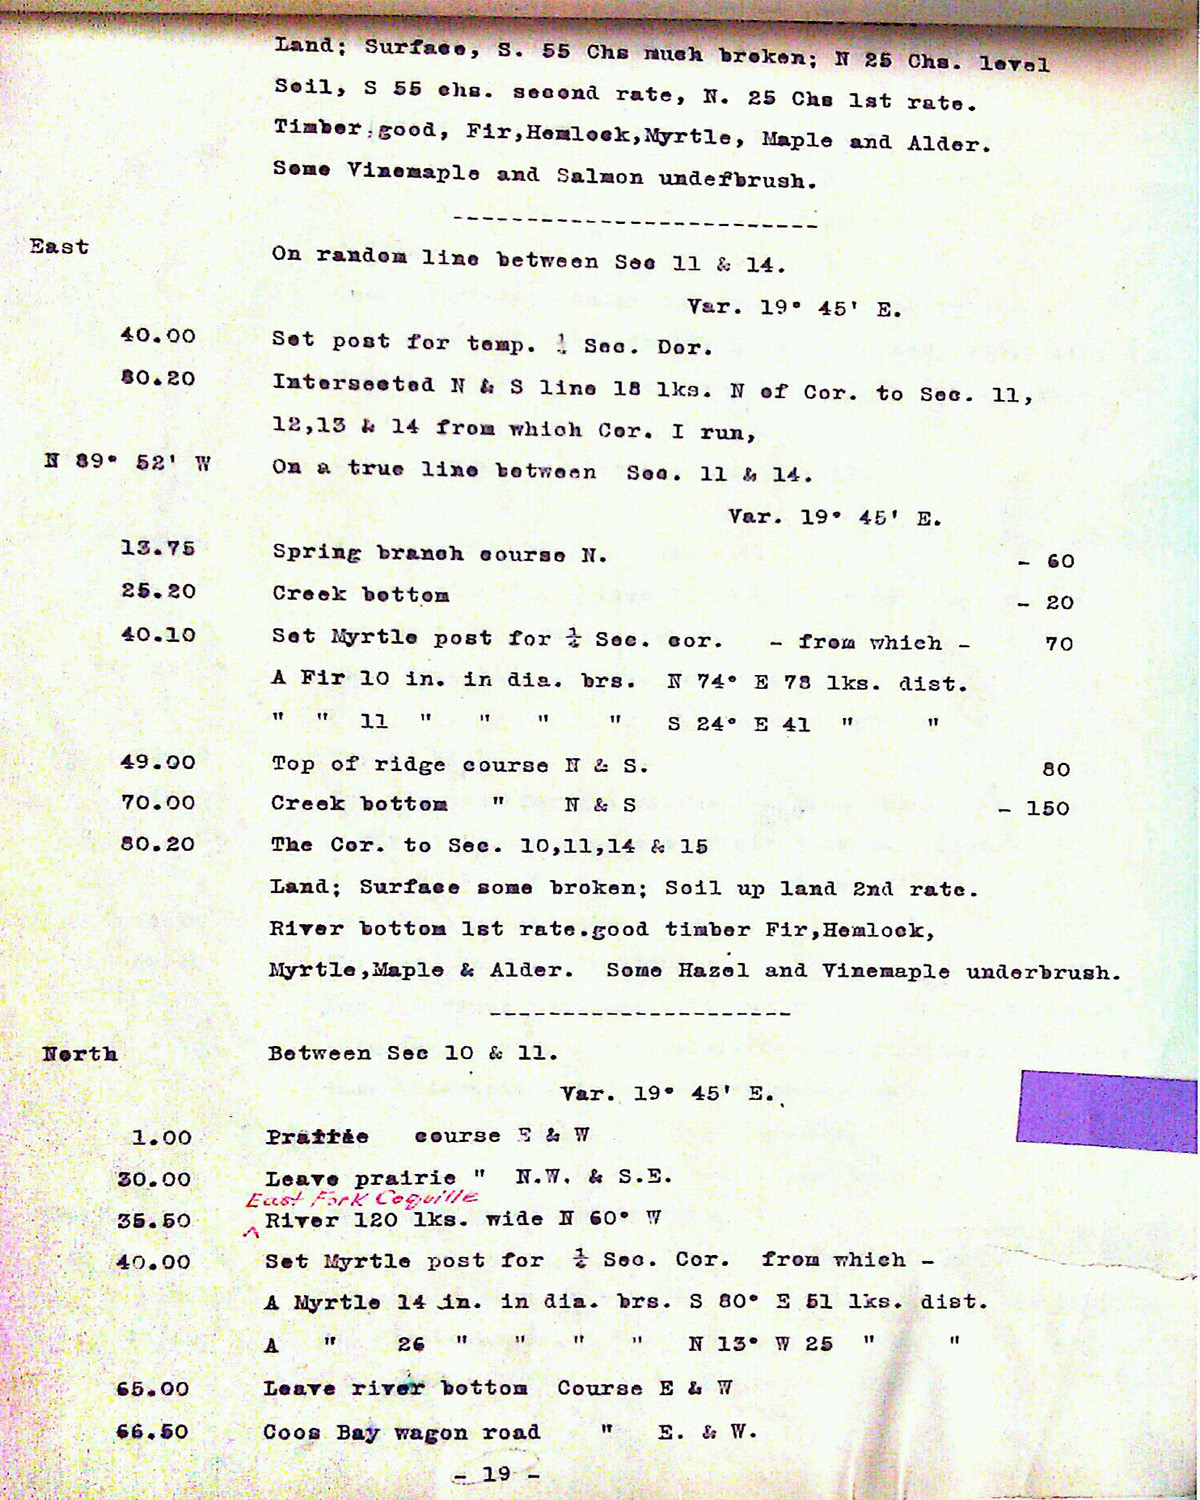 Land; Surface, S. 55 Chs much broken; N 25 Chs. level
Soil, S 55 chs. second rate, N. 25 Chs 1st rate.
Timber good, Fir,Hemlock,Myrtle, Maple and Alder.
Some Vinemaple and Salmon undefbrush.
-------------------------
East On random line between Sec 11 & 14.
Var. 19° 45' E.
40.00 Set post for temp. ¼ Sec. Dor.
80.20 Intersected N & S line 18 lks. N of Cor. to Sec. 11,
12,13 & 14 from which Cor. I run,
N 89° 52' W On a true line between Sec. 11 & 14.
Var. 19° 45' E.
13.75 Spring branch course N. - 60
25.20 Creek bottom - 20
40.10 Set Myrtle post for ¼ Sec. cor. - from which - 70
A Fir 10 in. in dia. brs. N 74° E 78 lks. dist.
" " 11 " " " " S 24° E 41 " "
49.00 Top of ridge course N & S. 80
70.00 Creek bottom " N & S - 150
80.20 The Cor. to Sec. 10,11,14 & 15
Land; Surface some broken; Soil up land 2nd rate.
River bottom 1st rate.good timber Fir,Hemlock,
Myrtle,Maple & Alder. Some Hazel and Vinemaple underbrush.
---------------------
North Between Sec 10 & 11.
Var. 19° 45' E.
1.00 Prairie course E & W
30.00 Leave prairie " N.W. & S.E.
East Fork Coquille
35.50 ^ River 120 lks. wide N 60° W
40.00 Set Myrtle post for ¼ Sec. Cor. from which -
A Myrtle 14 in. in dia. brs. S 80° E 51 lks. dist.
A " 26 " " " " N 13° W 25 " "
65.00 Leave river bottom Course E & W
66.50 Coos Bay wagon road " E. & W.
- 19 -